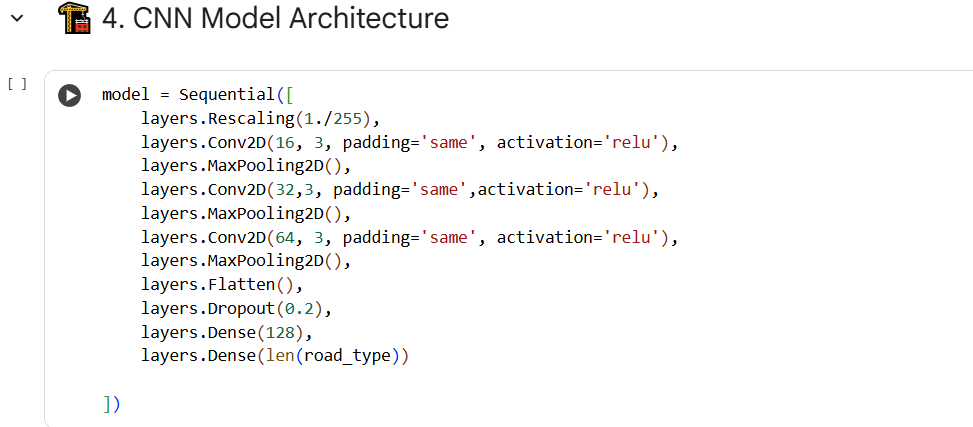 4. CNN Model Architecture
[ ]
model = Sequential([
layers.Rescaling(1./255),
layers.Conv2D(16, 3, padding='same', activation='relu'),
layers.MaxPooling2D(),
layers.Conv2D(32,3, padding='same',activation='relu'),
layers.MaxPooling2D(),
layers.Conv2D(64, 3, padding='same', activation='relu'),
layers.MaxPooling2D(),
layers.Flatten(),
layers.Dropout(0.2),
layers.Dense(128),
layers.Dense(len(road_type))
])